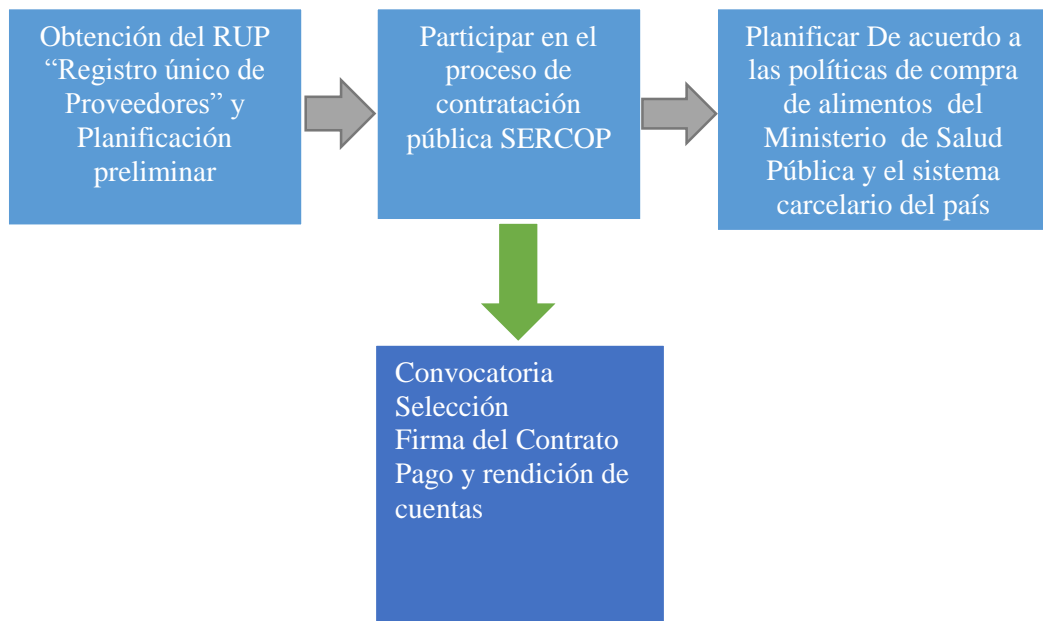 Obtención del RUP
“Registro único de
Proveedores” y
Planificación
preliminar
Participar en el
proceso de
contratación
pública SERCOP
Planificar De acuerdo a
las políticas de compra
de alimentos  del
Ministerio  de Salud
Pública y el sistema
carcelario del país
Convocatoria
Selección
Firma del Contrato
Pago y rendición de
cuentas